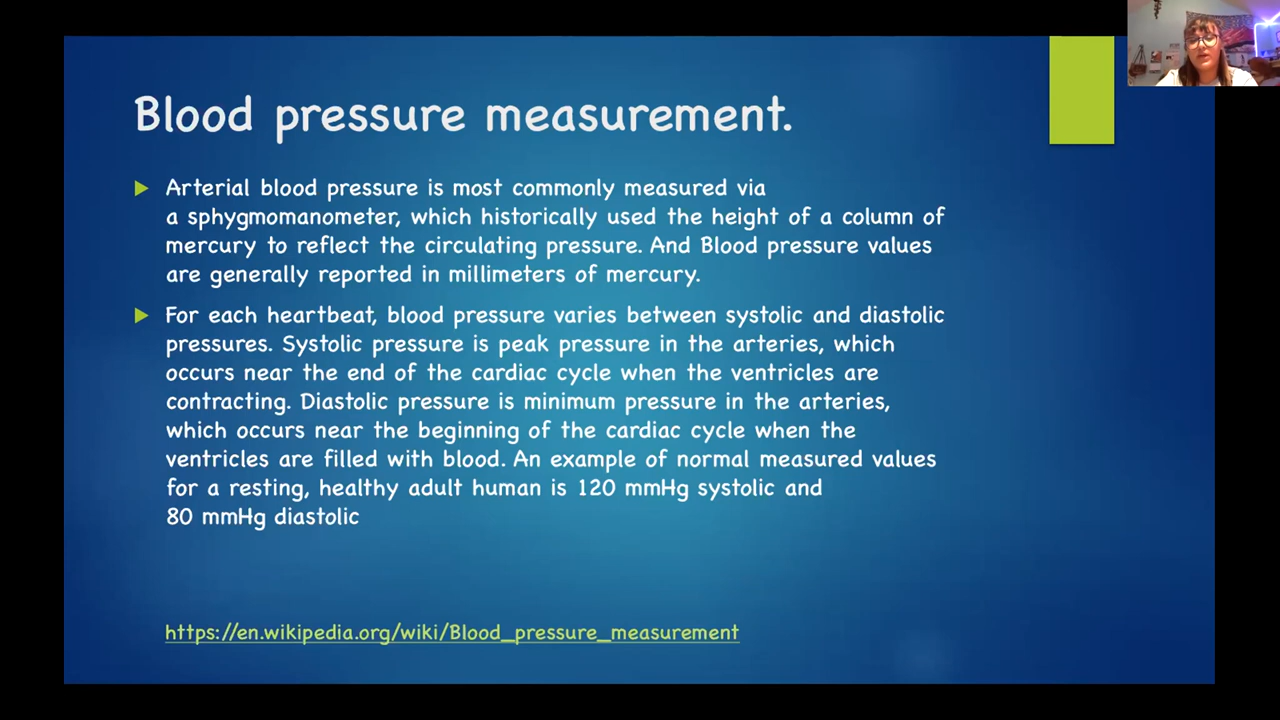 Blood pressure measurement.
Arterial blood pressure is most commonly measured via
a sphygmomanometer, which historically used the height of a column of
mercury to reflect the circulating pressure. And Blood pressure values
are generally reported in millimeters of mercury.
For each heartbeat, blood pressure varies between systolic and diastolic
pressures. Systolic pressure is peak pressure in the arteries, which
occurs near the end of the cardiac cycle when the ventricles are
contracting. Diastolic pressure is minimum pressure in the arteries,
which occurs near the beginning of the cardiac cycle when the
ventricles are filled with blood. An example of normal measured values
for a resting, healthy adult human is 120 mmHg systolic and
80 mmHg diastolic
https://en.wikipedia.org/wiki/Blood_pressure_measurement